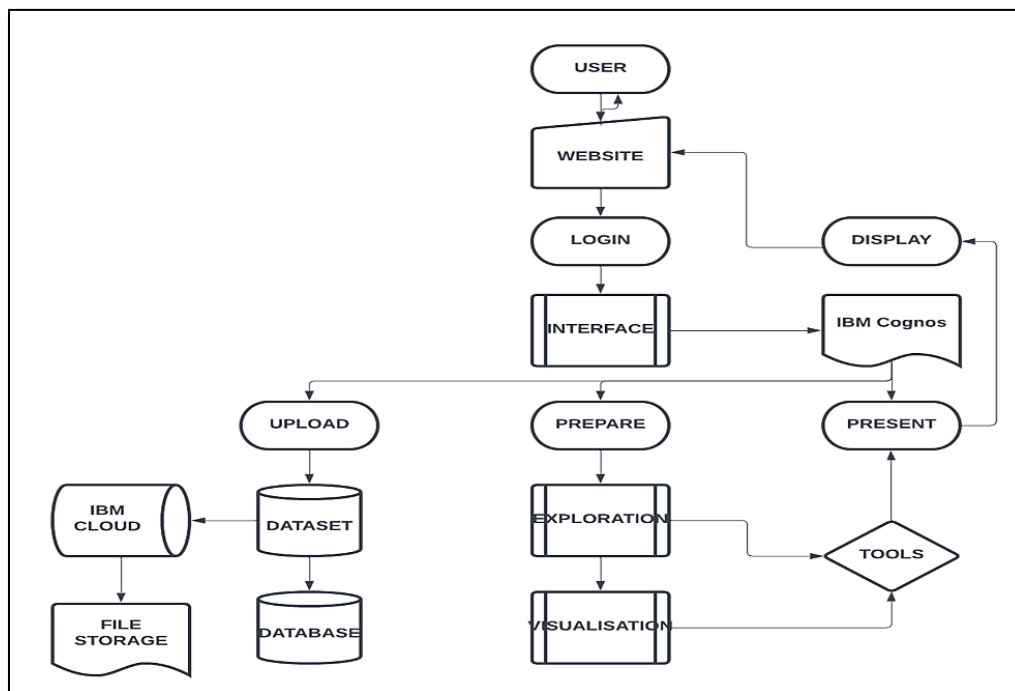 USER
WEBSITE
LOGIN
DISPLAY
INTERFACE
IBM Cognos
UPLOAD
PREPARE
PRESENT
IBM
CLOUD
DATASET
EXPLORATION
TOOLS
FILE
STORAGE
DATABASE
VISUALISATION